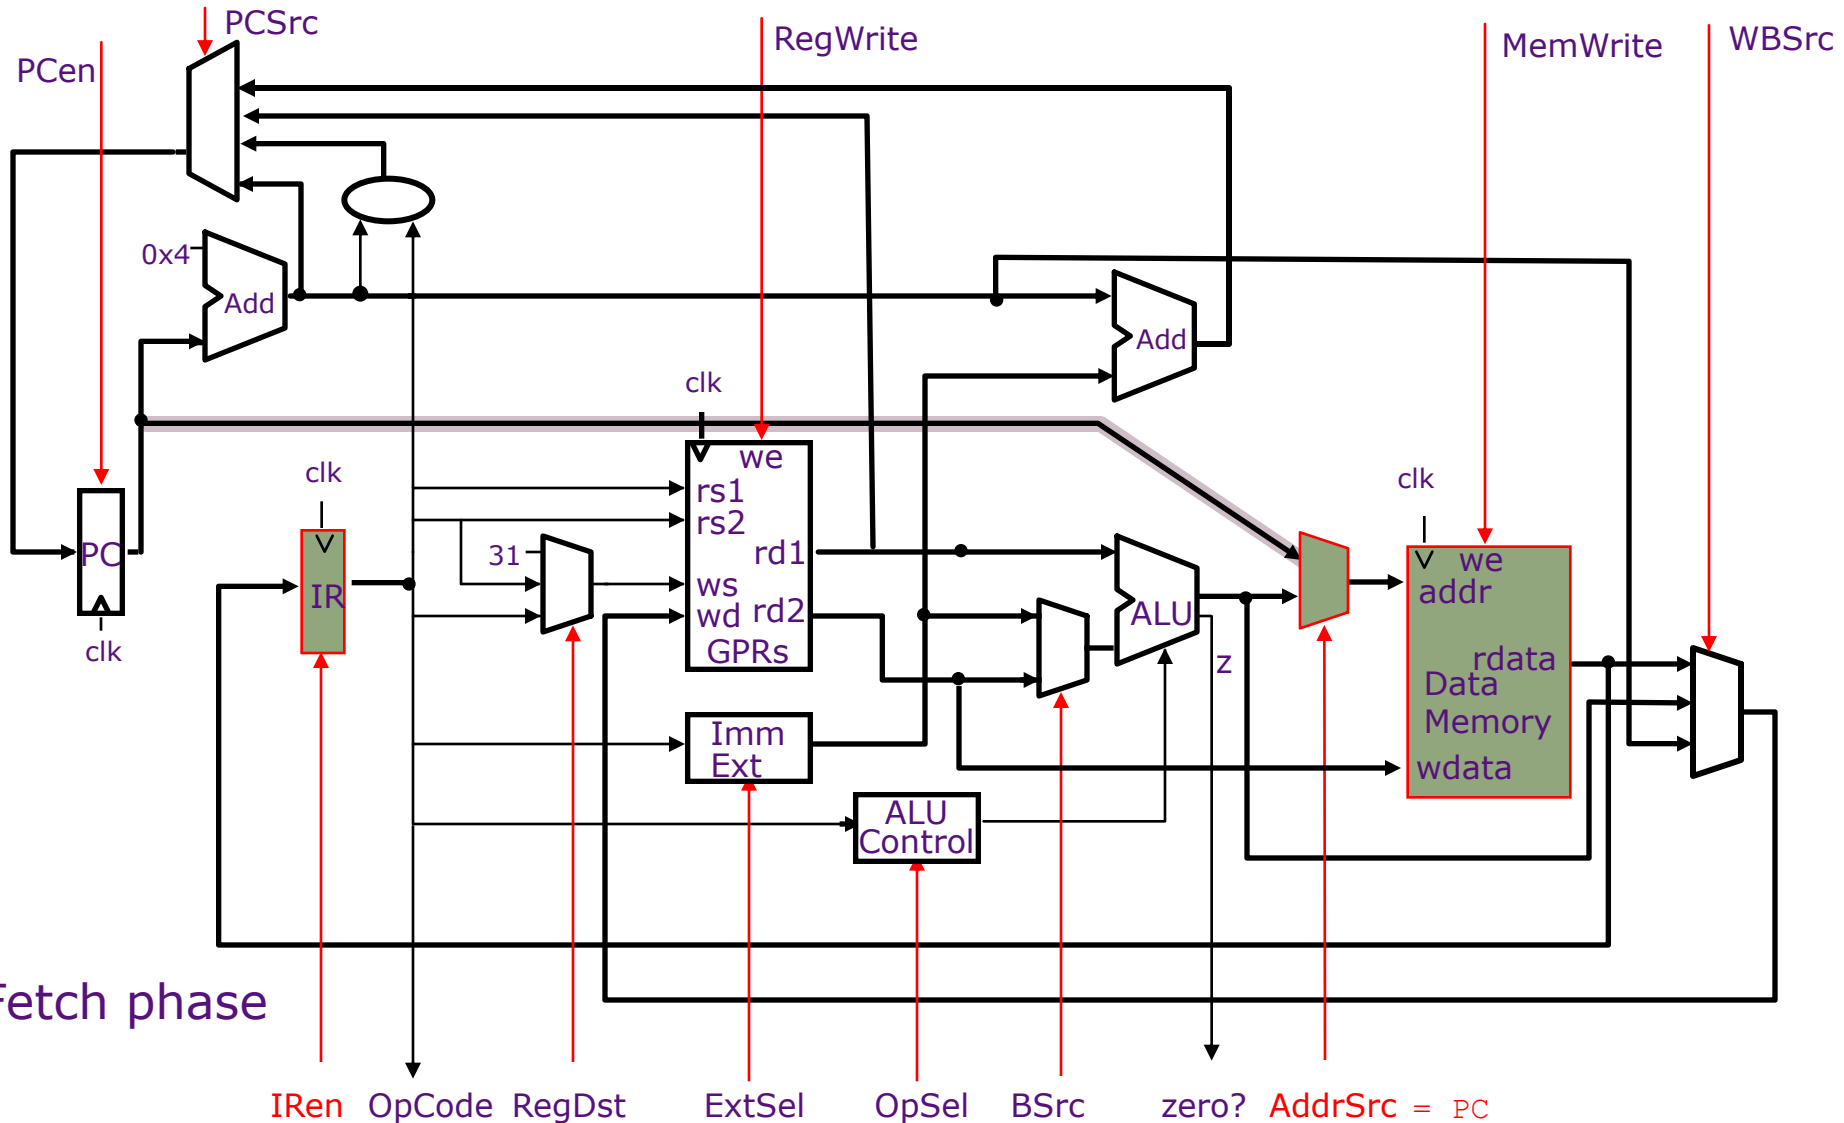 PCSrc
RegWrite
MemWrite
WBSrc
PCen
0x4
Add
Add
clk
clk
clk
we
rs1
rs2
rd1
31
PC
IR
ws
wd
rd2
GPRs
ALU
we
addr
clk
z
rdata
Data
Memory
wdata
Imm
Ext
ALU
Control
Fetch phase
IRen
OpCode
RegDst
ExtSel
OpSel
BSrc
zero?
AddrSrc = PC